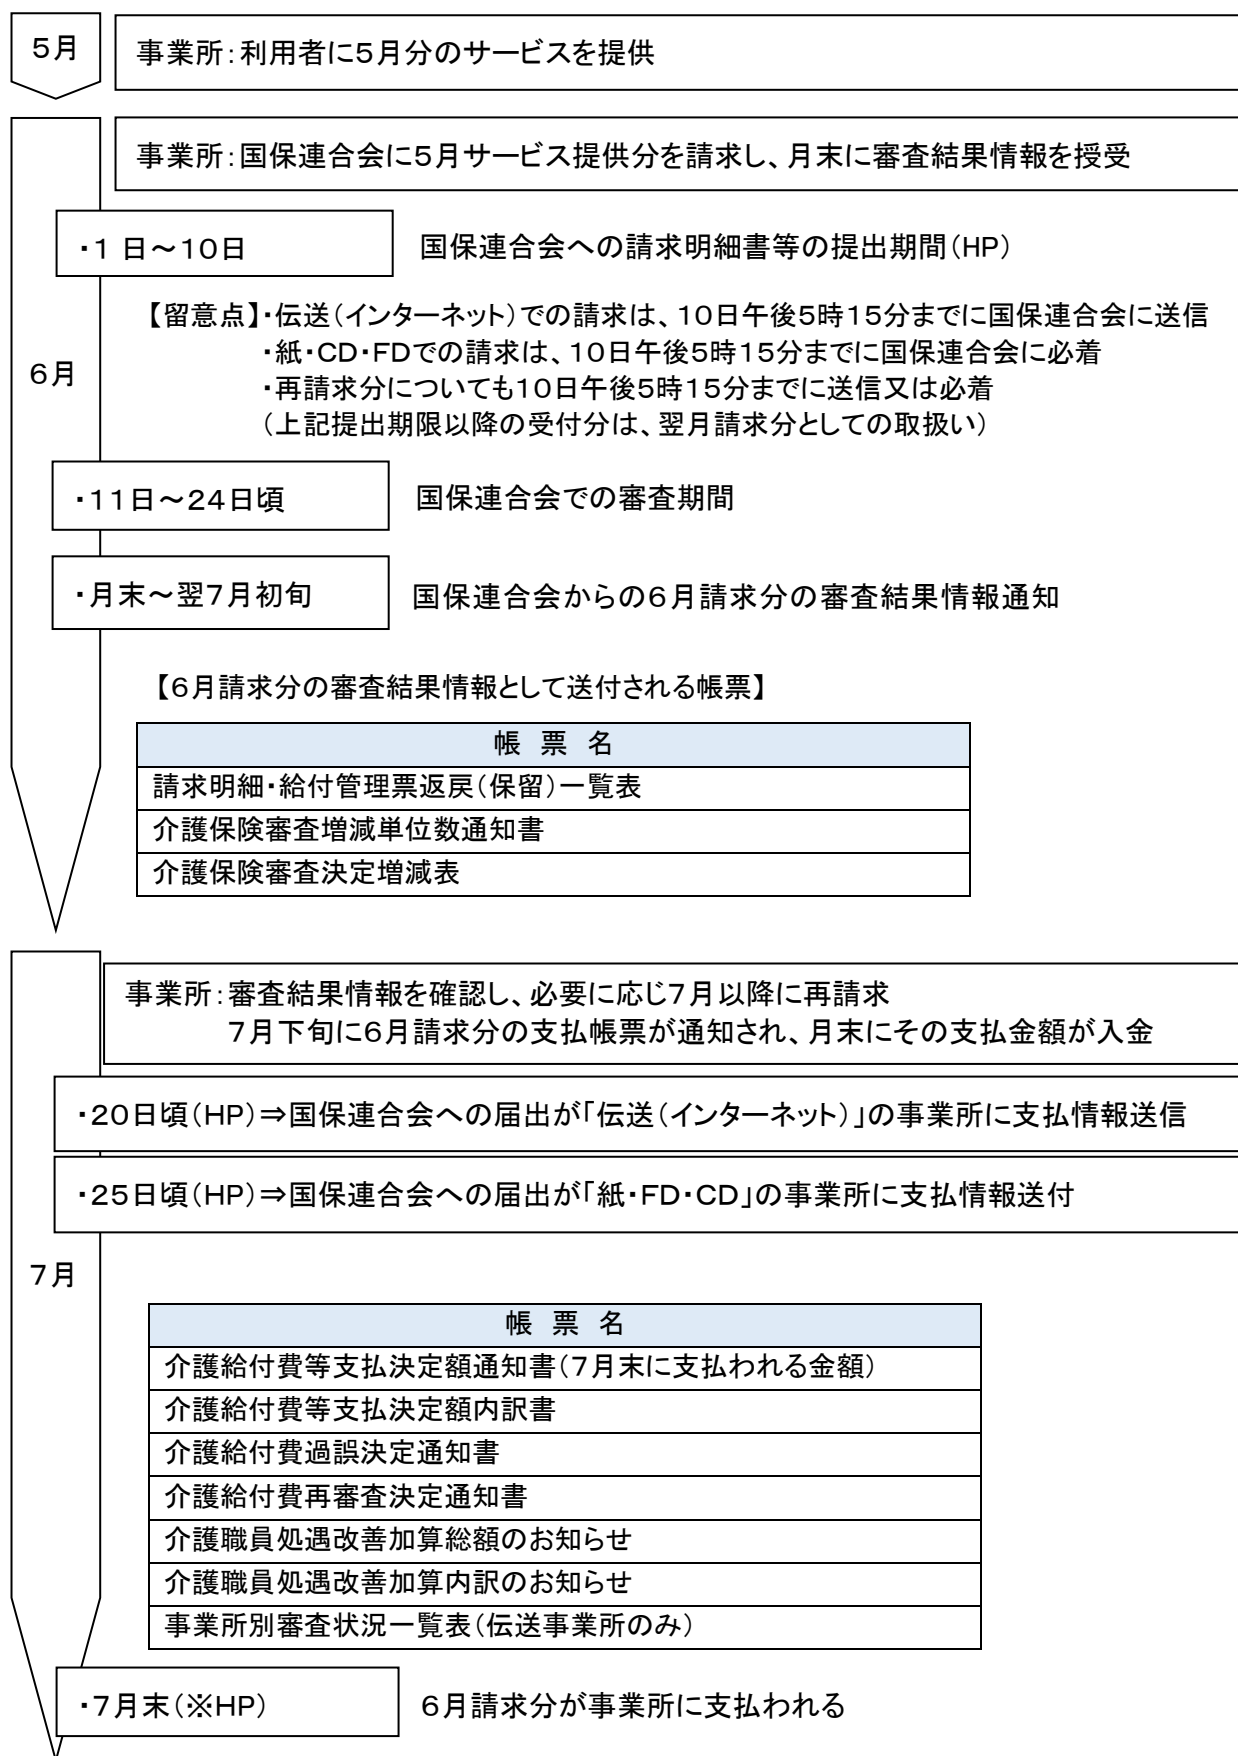 5月
事業所：利用者に5月分のサービスを提供
事業所：国保連合会に5月サービス提供分を請求し、月末に審査結果情報を授受
・1 日～10日
国保連合会への請求明細書等の提出期間（HP）
【留意点】・伝送（インターネット）での請求は、10日午後5時15分までに国保連合会に送信
・紙・CD・FDでの請求は、10日午後5時15分までに国保連合会に必着
6月
・再請求分についても10日午後5時15分までに送信又は必着
（上記提出期限以降の受付分は、翌月請求分としての取扱い）
・11日～24日頃
国保連合会での審査期間
・月末～翌7月初旬
国保連合会からの6月請求分の審査結果情報通知
【6月請求分の審査結果情報として送付される帳票】
帳 票 名
請求明細・給付管理票返戻（保留）一覧表
介護保険審査増減単位数通知書
介護保険審査決定増減表
事業所：審査結果情報を確認し、必要に応じ7月以降に再請求
7月下旬に6月請求分の支払帳票が通知され、月末にその支払金額が入金
・20日頃（HP）⇒国保連合会への届出が「伝送（インターネット）」の事業所に支払情報送信
・25日頃（HP）⇒国保連合会への届出が「紙・FD・CD」の事業所に支払情報送付
7月
帳 票 名
介護給付費等支払決定額通知書（7月末に支払われる金額）
介護給付費等支払決定額内訳書
介護給付費過誤決定通知書
介護給付費再審査決定通知書
介護職員処遇改善加算総額のお知らせ
介護職員処遇改善加算内訳のお知らせ
事業所別審査状況一覧表（伝送事業所のみ）
・7月末（※HP）
6月請求分が事業所に支払われる